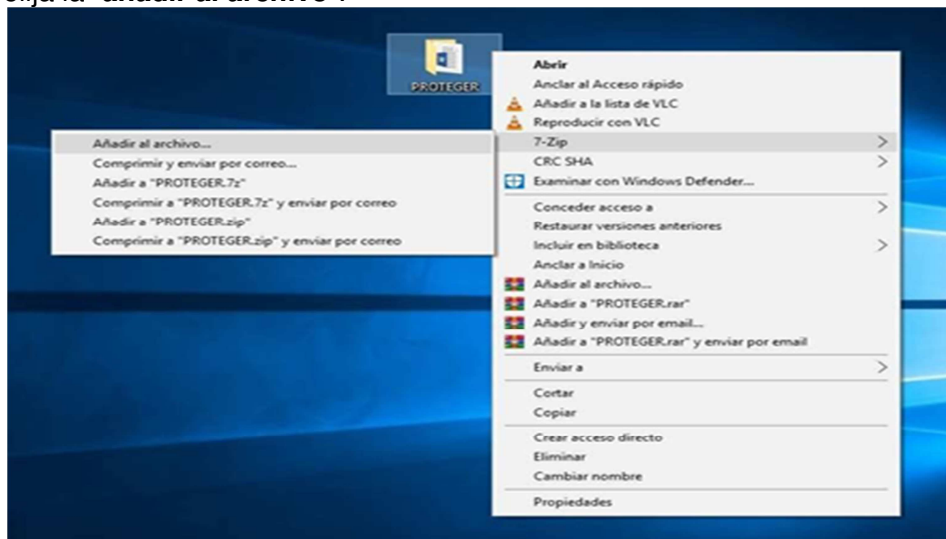 elija la "añadir al archivo".
PROTEGER
Abrir
Anclar al Acceso rápido
Añadir a la lista de VLC
Reproducir con VLC
7-Zip
CRC SHA
Examinar con Windows Defender...
Conceder acceso a
Restaurar versiones anteriores
Incluir en biblioteca
Anclar a Inicio
Añadir al archivo...
Añadir a "PROTEGER.rar"
Añadir y enviar por email...
Añadir a "PROTEGER.rar" y enviar por email
Enviar a
Cortar
Copiar
Crear acceso directo
Eliminar
Cambiar nombre
Propiedades
Añadir al archivo...
Comprimir y enviar por correo...
Añadir a "PROTEGER.7z"
Comprimir a "PROTEGER.7z" y enviar por correo
Añadir a "PROTEGER.zip"
Comprimir a "PROTEGER.zip" y enviar por correo